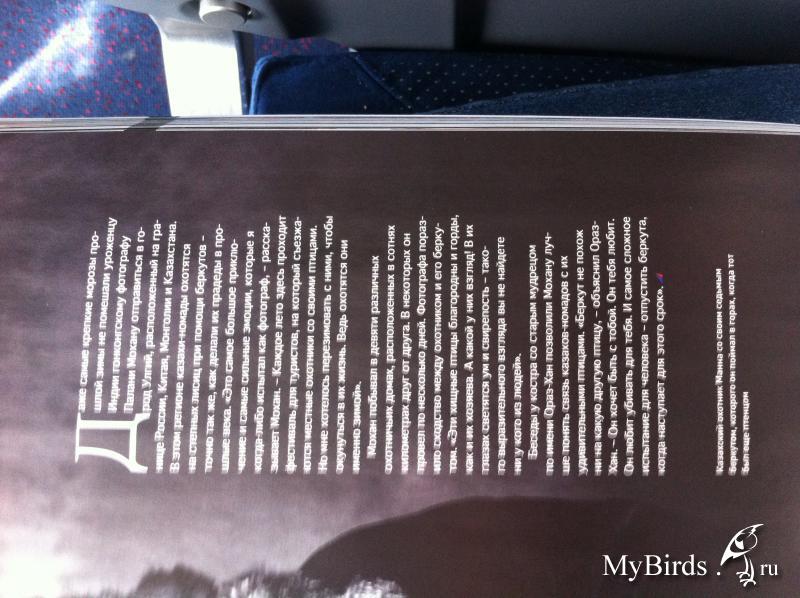 Даже самые крепкие морозы про-
шлой зимы не помешали уроженцу
Индии гонконгскому фотографу
Палани Мохану отправиться в го-
род Улгий, расположенный на гра-
нице России, Китая, Монголии и Казахстана.
В этом регионе казахи-номады охотятся
на степных лисиц при помощи беркутов –
точно так же, как делали их прадеды в про-
шлые века. «Это самое большое приклю-
чение и самые сильные эмоции, которые я
когда-либо испытал как фотограф, – расска-
зывает Мохан. – Каждое лето здесь проходит
фестиваль для туристов, на который съезжа-
ются местные охотники со своими птицами.
Но мне хотелось перезимовать с ними, чтобы
окунуться в их жизнь. Ведь охотятся они
именно зимой».
Мохан побывал в девяти различных
охотничьих домах, расположенных в сотнях
километрах друг от друга. В некоторых он
провел по несколько дней. Фотографа порази-
ло сходство между охотником и его берку-
том. «Эти хищные птицы благородны и горды,
как и их хозяева. А какой у них взгляд! В их
глазах светится ум и свирепость – тако-
го выразительного взгляда вы не найдете
ни у кого из людей».
Беседы у костра со старым мудрецом
по имени Ораз-Хан позволили Мохану луч-
ше понять связь казахов-номадов с их
удивительными птицами. «Беркут не похож
ни на какую другую птицу, – объяснил Ораз-
Хан. – Он хочет быть с тобой. Он тебя любит.
Он любит убивать для тебя. И самое сложное
испытание для человека – отпустить беркута,
когда наступает для этого срок».
Казахский охотник Манна со своим седьмым
беркутом, которого он поймал в горах, когда тот
был еще птенцом
MyBirds.ru